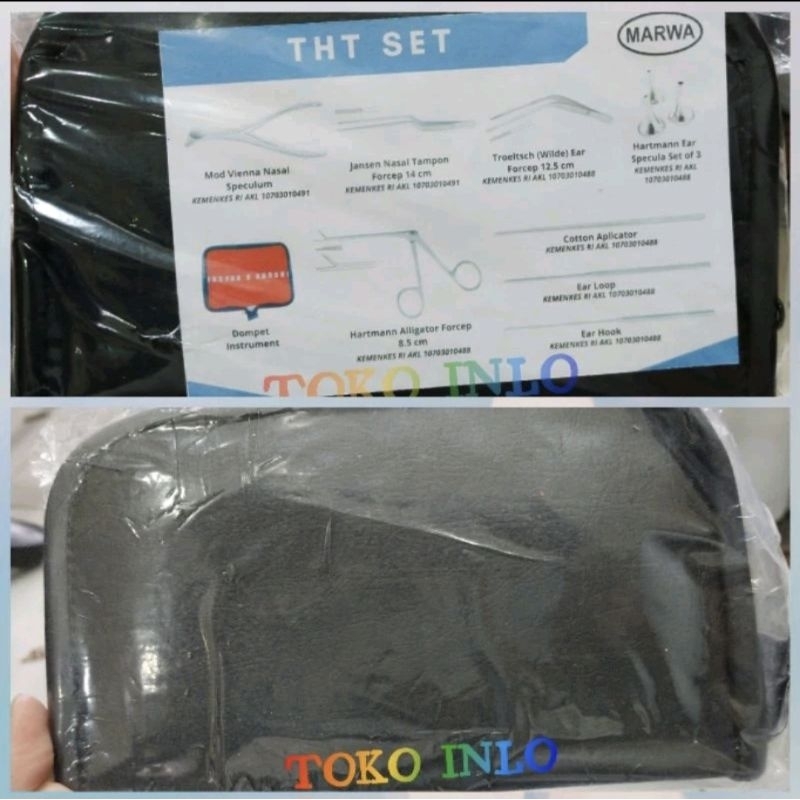 THT SET
MARWA
Mod Vienna Nasal
Speculum
KEMENKES RI AKL 10703010491
Jansen Nasal Tampon
Forcep 14 cm
KEMENKES RI AKL 10703010491
Troeltsch (Wilde) Ear
Forcep 12.5 cm
KEMENKES RI AKL 10703010488
Hartmann Ear
Specula Set of 3
KEMENKES RI AKL
10703010488
Dompet
Instrument
Hartmann Alligator Forcep
8.5 cm
KEMENKES RI AKL 10703010488
Cotton Aplicator
KEMENKES RI AKL 10703010488
Ear Loop
KEMENKES RI AKL 10703010488
Ear Hook
KEMENKES RI AKL 10703010488
TOKO INLO
TOKO INLO